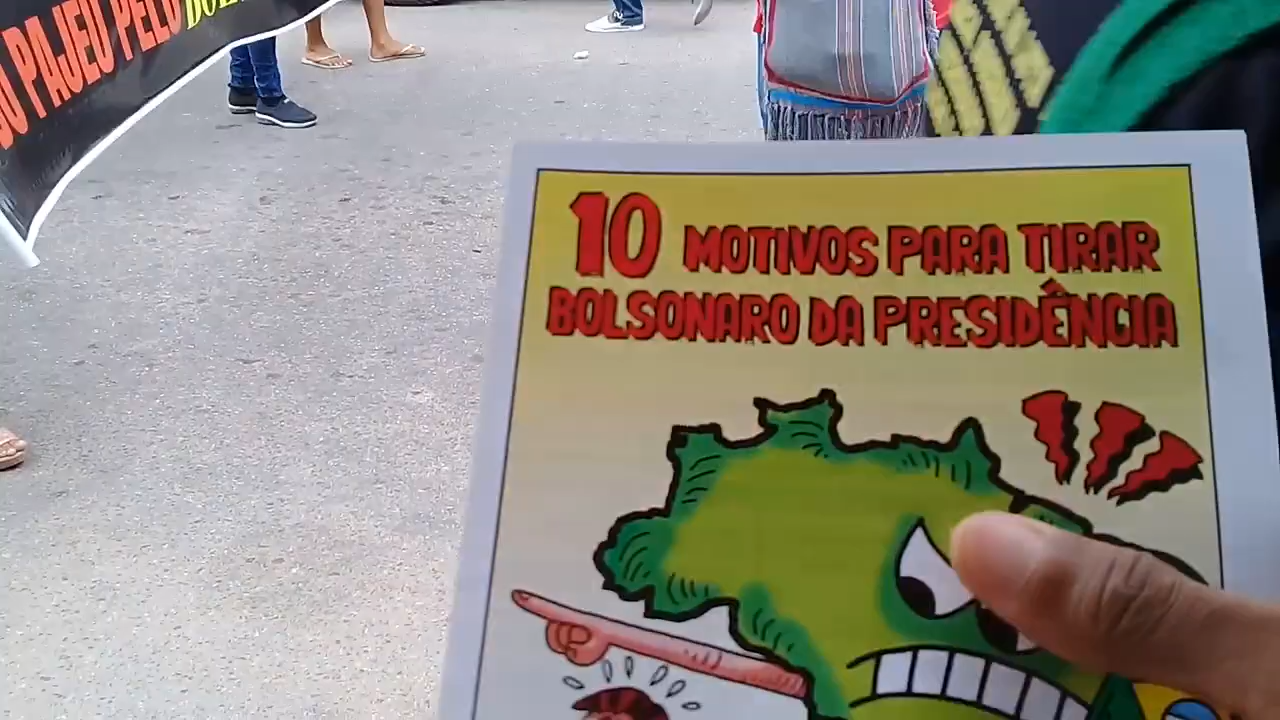 PAJEÚ PELO
10 MOTIVOS PARA TIRAR
BOLSONARO DA PRESIDÊNCIA